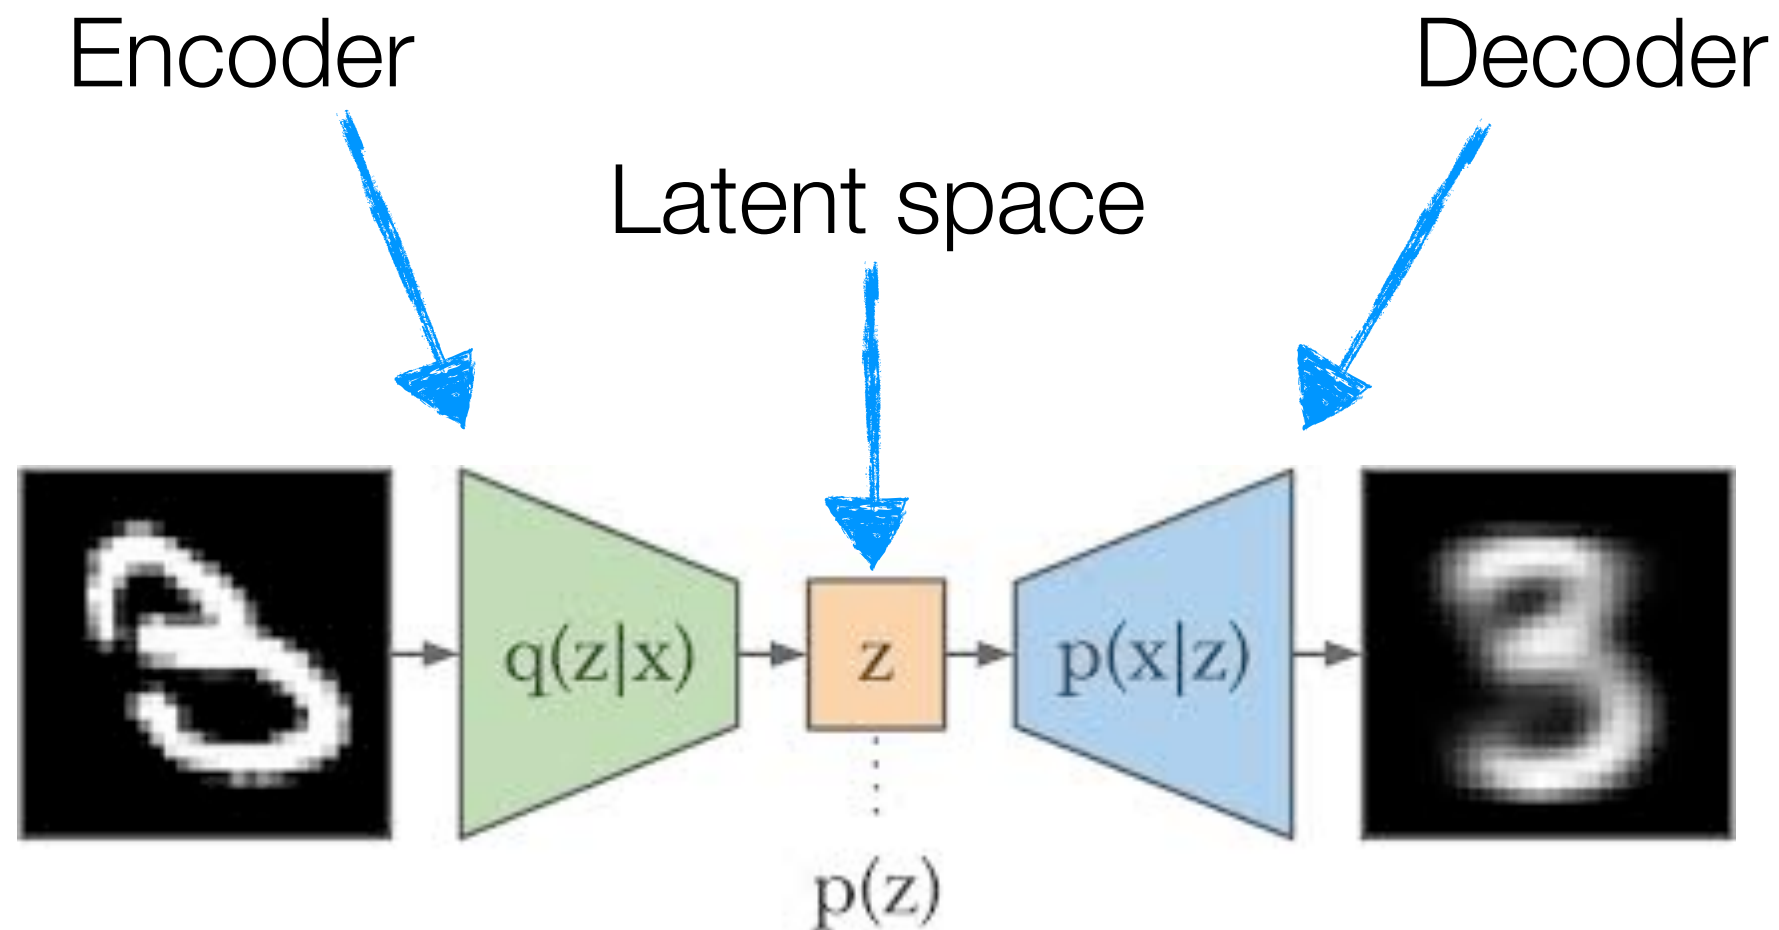 Encoder
Decoder
Latent space
q(z|x)
z
p(x|z)
p(z)